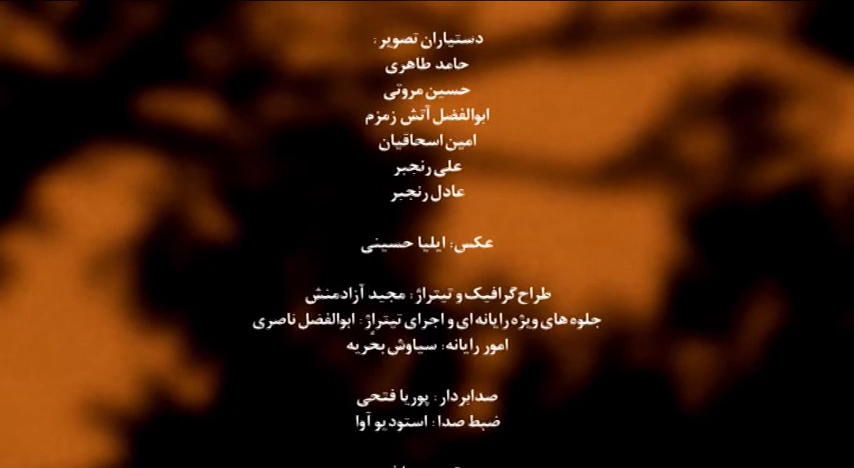 دستیاران تصویر :
حامد طاهری
حسین مروتی
ابوالفضل آتش زمزم
امین اسحاقیان
علی رنجبر
عادل رنجبر
عکس: ایلیا حسینی
طراح گرافیک و تیتراژ : مجید آزادمنش
جلوه های ویژه رایانه ای و اجرای تیتراژ : ابوالفضل ناصری
امور رایانه: سیاوش بحریه
صدابردار : پوریا فتحی
ضبط صدا : استودیو آوا